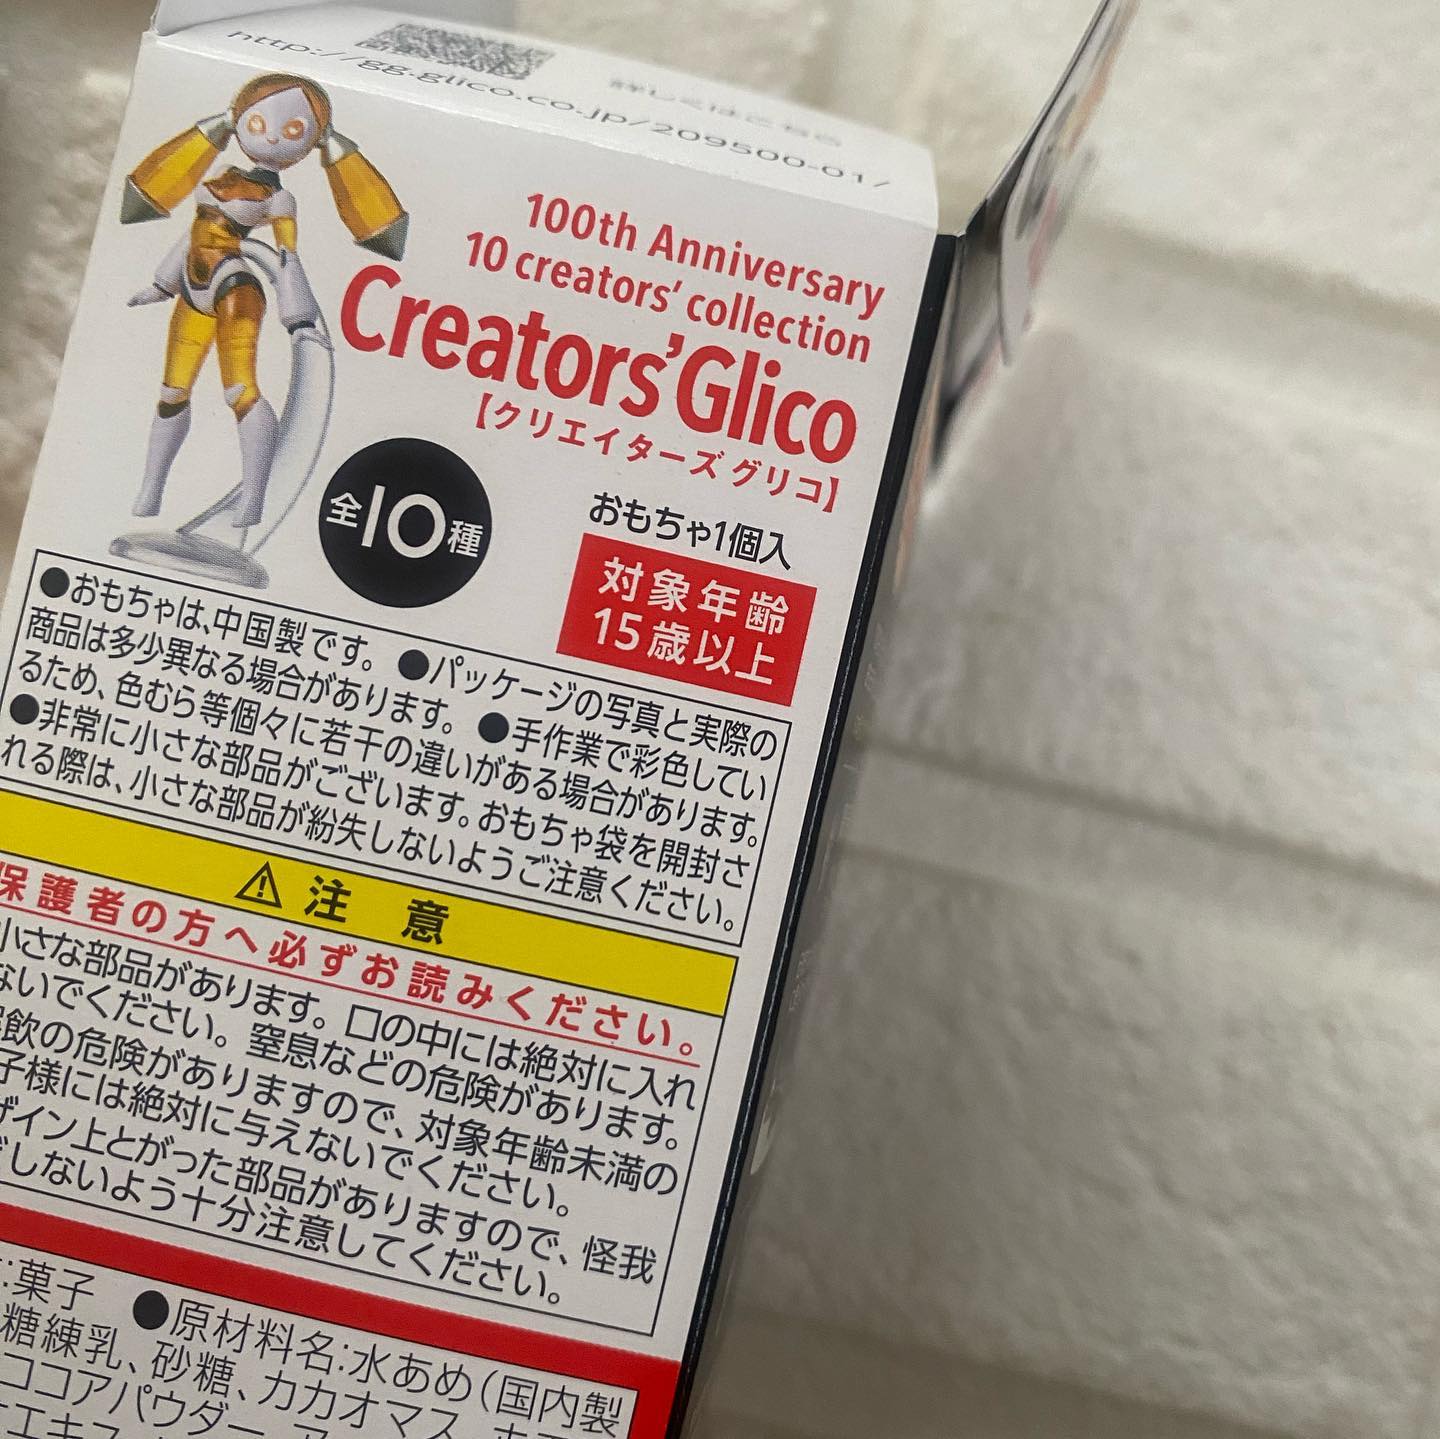 詳しくはこちら
http://gg.glico.co.jp/209500-01/
100th Anniversary
10 creators' collection
Creators'Glico
【クリエイターズ グリコ】
全10種
おもちゃ1個入
対象年齢
15歳以上
●おもちゃは、中国製です。 ●パッケージの写真と実際の
商品は多少異なる場合があります。 ●手作業で彩色してい
るため、色むら等個々に若干の違いがある場合があります。
●非常に小さな部品がございます。おもちゃ袋を開封さ
れる際は、小さな部品が紛失しないようご注意ください。
⚠注 意
保護者の方へ必ずお読みください。
小さな部品があります。口の中には絶対に入れ
ないでください。窒息などの危険があります。
飲の危険がありますので、対象年齢未満の
子様には絶対に与えないでください。
ザイン上とがった部品がありますので、怪我
しないよう十分注意してください。
:菓子 ●原材料名:水あめ(国内製
糖練乳、砂糖、カカオマス
ココアパウダー
エキス